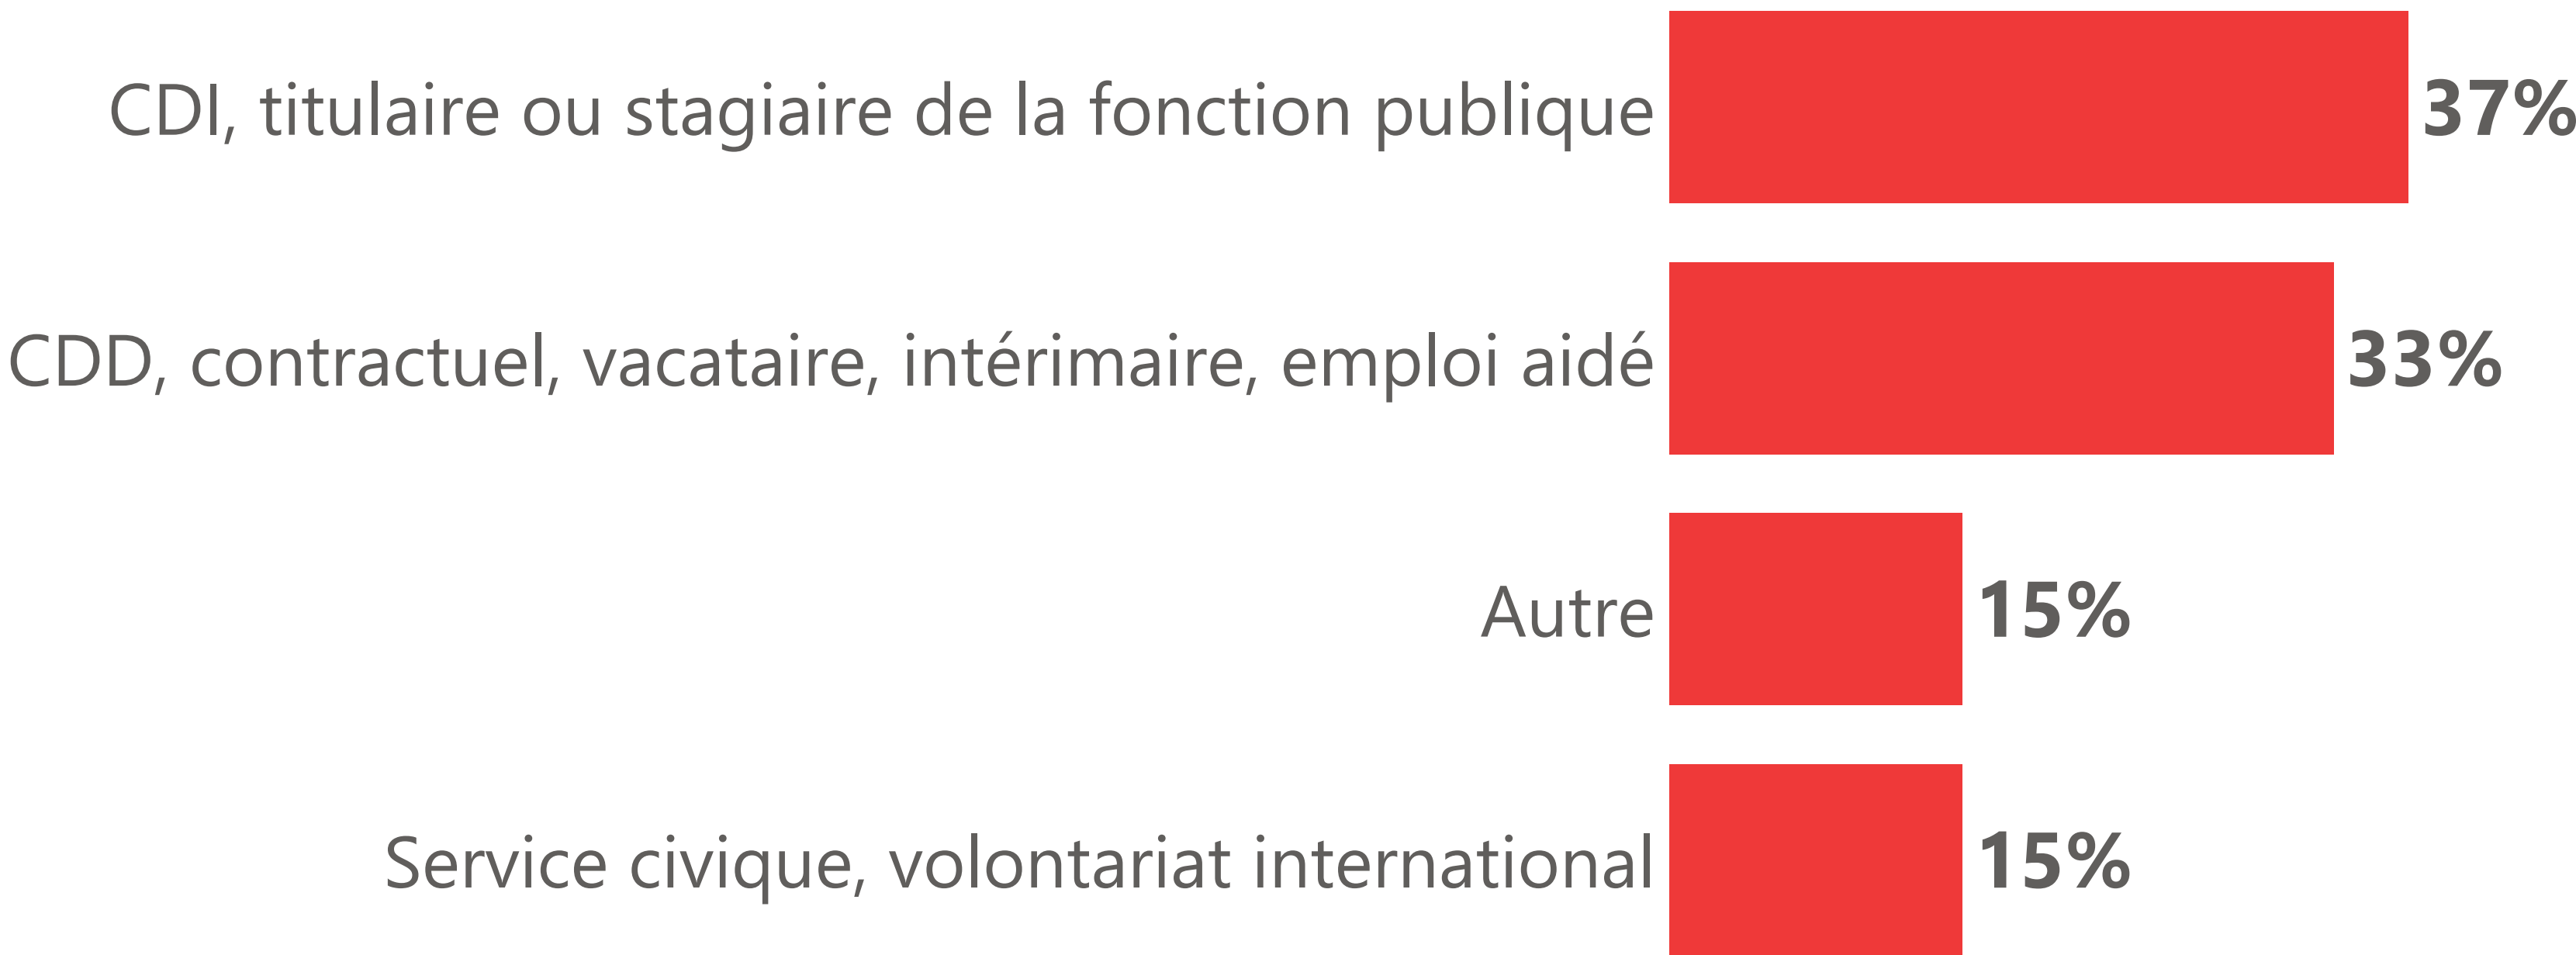 CDI, titulaire ou stagiaire de la fonction publique 37%
CDD, contractuel, vacataire, intérimaire, emploi aidé 33%
Autre 15%
Service civique, volontariat international 15%